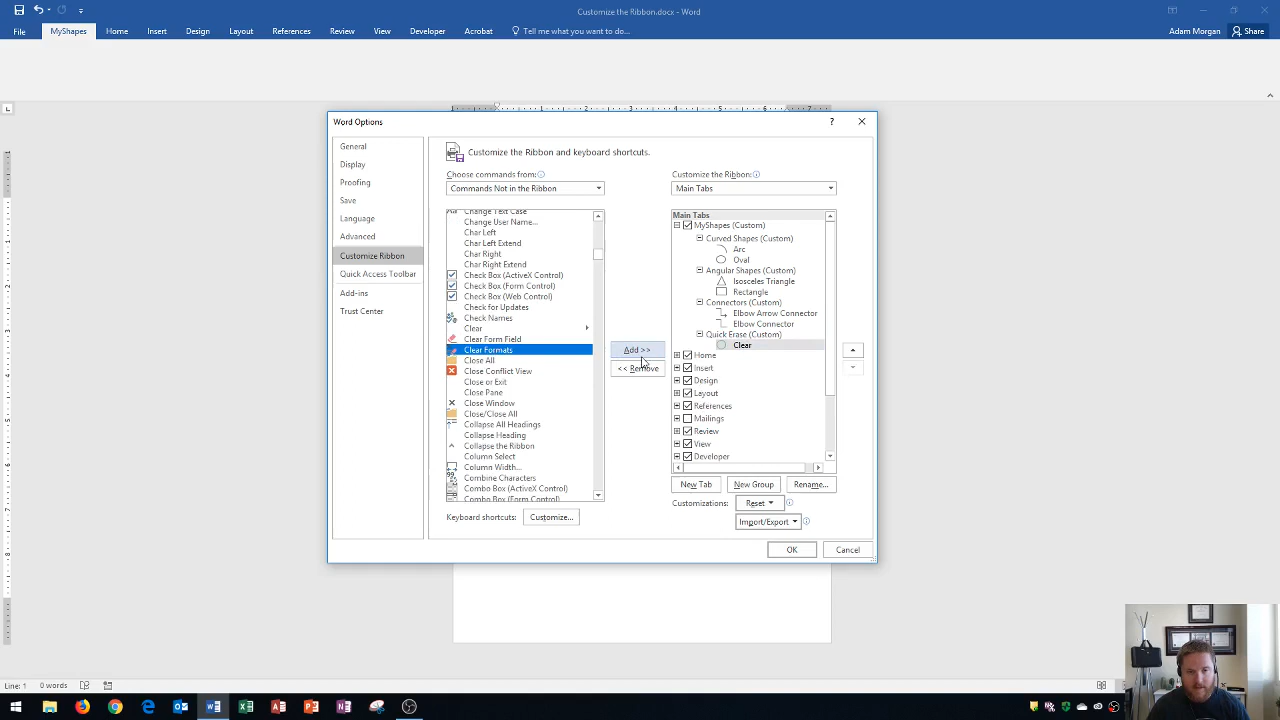 Customize the Ribbon.docx - Word
File MyShapes Home Insert Design Layout References Review View Developer Acrobat Tell me what you want to do... Adam Morgan Share
1 1 2 3 4 5 6 7
Word Options ?
General
Display
Proofing
Save
Language
Advanced
Customize Ribbon
Quick Access Toolbar
Add-ins
Trust Center
Customize the Ribbon and keyboard shortcuts.
Choose commands from:
Commands Not in the Ribbon
Change Text Case
Change User Name...
Char Left
Char Left Extend
Char Right
Char Right Extend
Check Box (ActiveX Control)
Check Box (Form Control)
Check Box (Web Control)
Check for Updates
Check Names
Clear
Clear Form Field
Clear Formats
Close All
Close Conflict View
Close or Exit
Close Pane
Close Window
Close/Close All
Collapse All Headings
Collapse Heading
Collapse the Ribbon
Column Select
Column Width...
Combine Characters
Combo Box (ActiveX Control)
Combo Box (Form Control)
Keyboard shortcuts: Customize...
Add >>
<< Remove
Customize the Ribbon:
Main Tabs
Main Tabs
MyShapes (Custom)
Curved Shapes (Custom)
Arc
Oval
Angular Shapes (Custom)
Isosceles Triangle
Rectangle
Connectors (Custom)
Elbow Arrow Connector
Elbow Connector
Quick Erase (Custom)
Clear
Home
Insert
Design
Layout
References
Mailings
Review
View
Developer
New Tab New Group Rename...
Customizations: Reset
Import/Export
OK Cancel
Line: 1 0 words